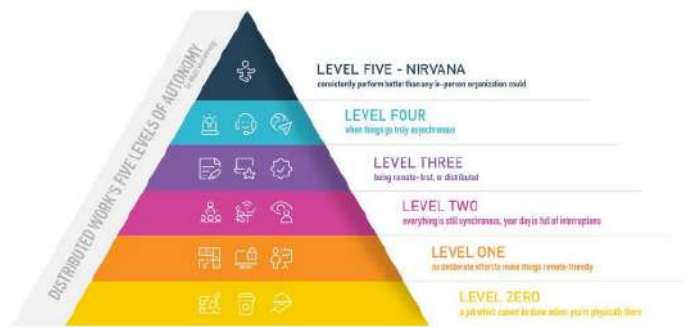 DISTRIBUTED WORK'S FIVE LEVELS OF AUTONOMY
LEVEL FIVE - NIRVANA
consistently perform better than any in-person organization could
LEVEL FOUR
when things go truly asynchronous
LEVEL THREE
being remote-first, or distributed
LEVEL TWO
everything is still synchronous, your day is full of interruptions
LEVEL ONE
no deliberate effort to make things remote-friendly
LEVEL ZERO
a job which cannot be done unless you're physically there